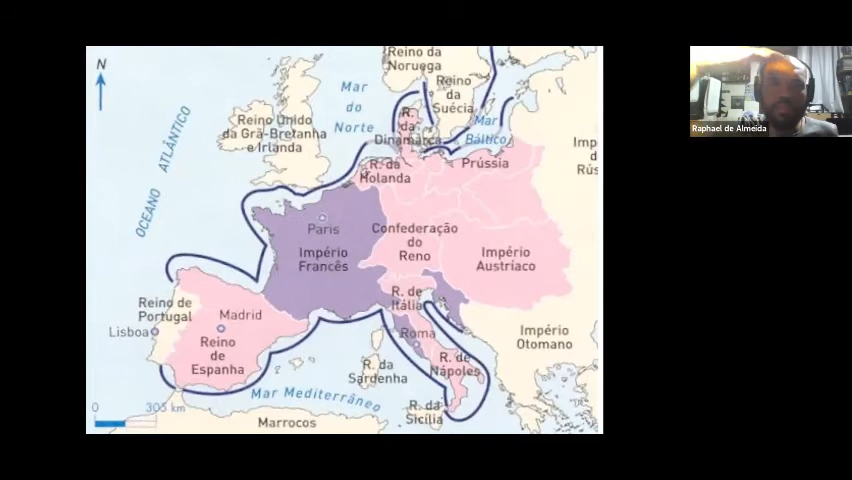 N
Reino da
Noruega
Reino
da
Suécia
Mar
do
Norte
OCEANO ATLÂNTICO
Reino Unido
da Grã-Bretanha
e Irlanda
R.
da
Dinamarca
Mar
Báltico
R. da
Holanda
Prússia
Imp
d
Rús
Paris
Império
Francês
Confederação
do
Reno
Império
Austríaco
R. de
Itália
Reino de
Portugal
Lisboa
Madrid
Reino
de
Espanha
Roma
R. de
Nápoles
Império
Otomano
R. da
Sardenha
Mar Mediterrâneo
R. da
Sicília
0 305 km
Marrocos
Raphael de Almeida